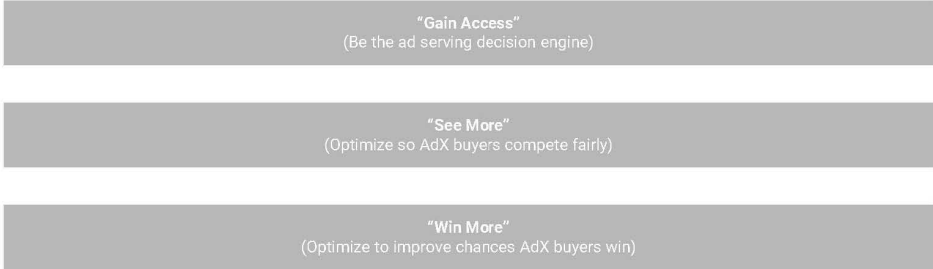 “Gain Access”
(Be the ad serving decision engine)
“See More”
(Optimize so AdX buyers compete fairly)
“Win More”
(Optimize to improve chances AdX buyers win)